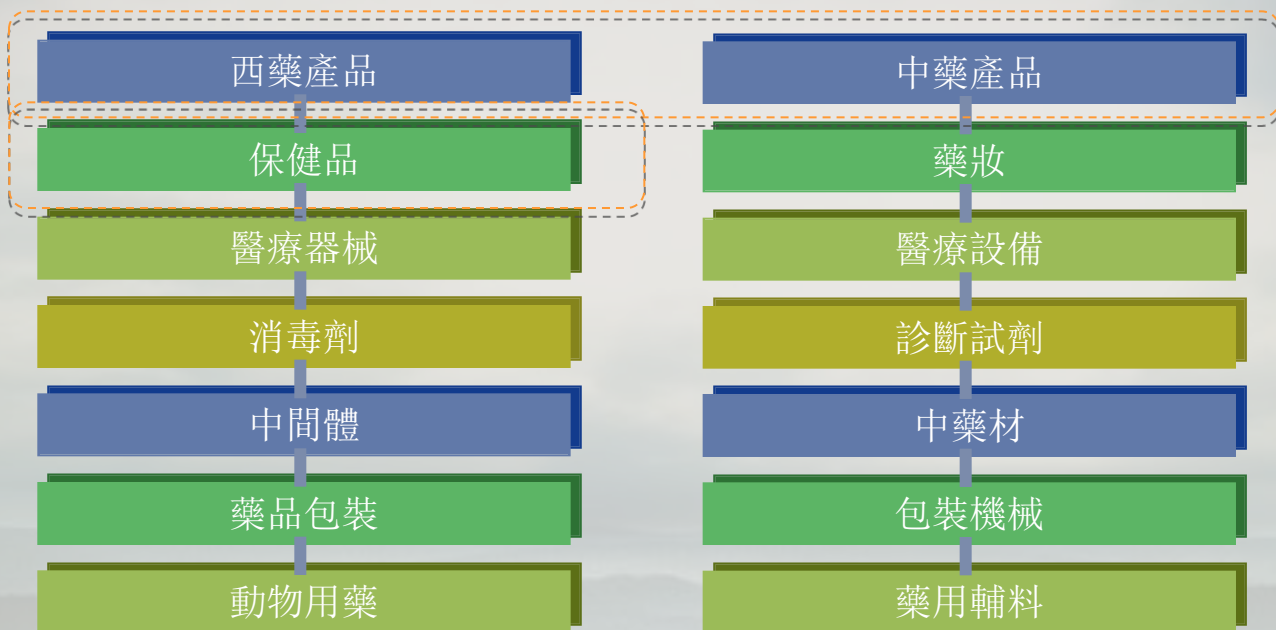 西藥產品
中藥產品
保健品
藥妝
醫療器械
醫療設備
消毒劑
診斷試劑
中間體
中藥材
藥品包裝
包裝機械
動物用藥
藥用輔料